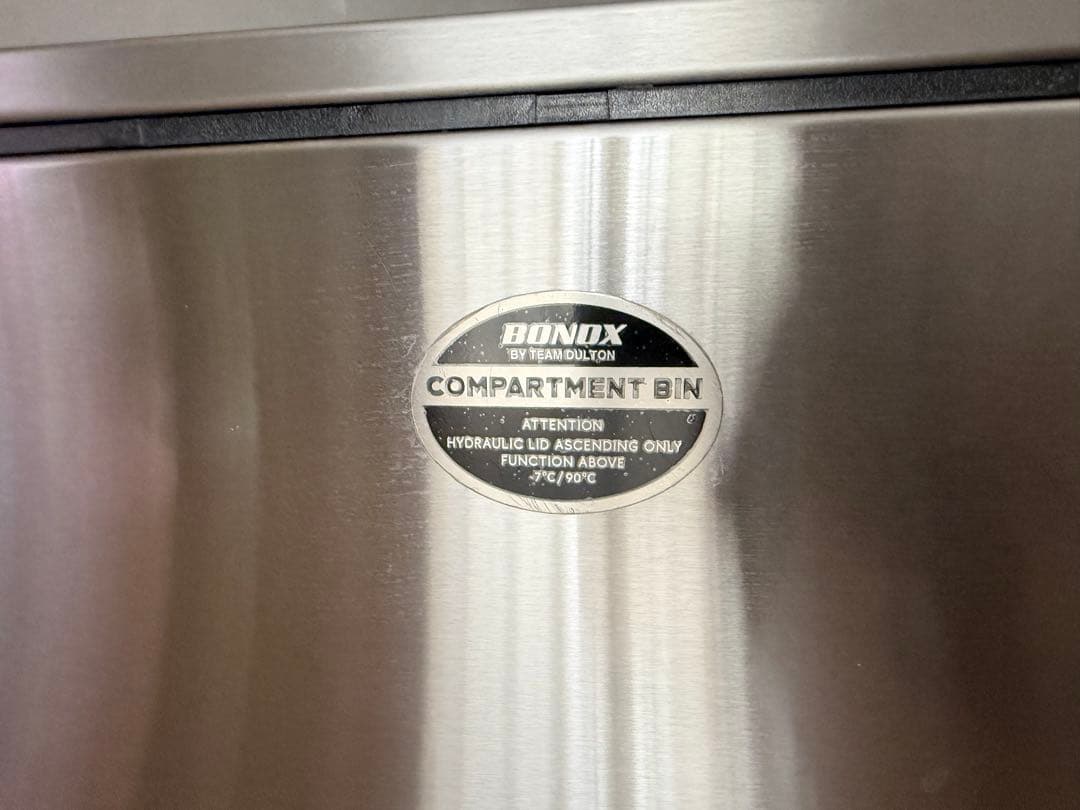 BONOX
BY TEAM DULTON
COMPARTMENT BIN
ATTENTION
HYDRAULIC LID ASCENDING ONLY
FUNCTION ABOVE
-7°C/90°C